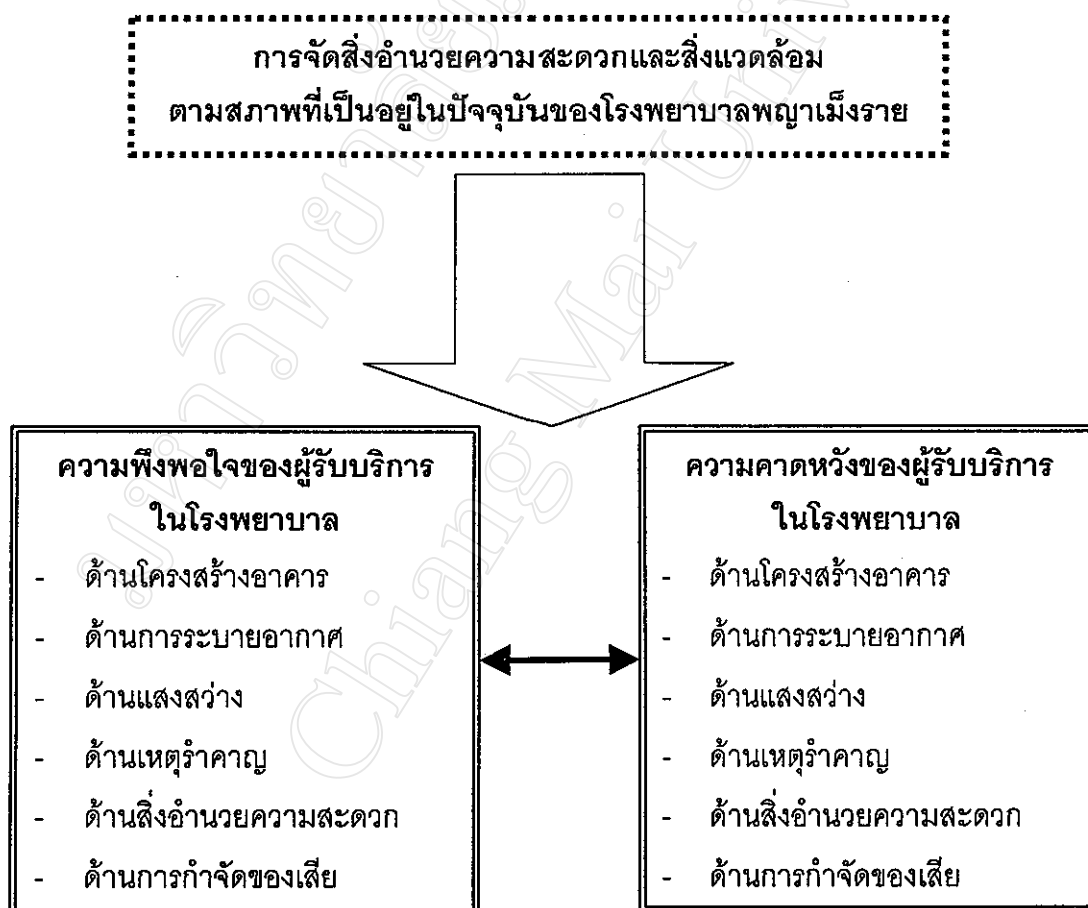 การจัดสิ่งอำนวยความสะดวกและสิ่งแวดล้อม
ตามสภาพที่เป็นอยู่ในปัจจุบันของโรงพยาบาลพญาเม็งราย
ความพึงพอใจของผู้รับบริการ
ในโรงพยาบาล
- ด้านโครงสร้างอาคาร
- ด้านการระบายอากาศ
- ด้านแสงสว่าง
- ด้านเหตุรำคาญ
- ด้านสิ่งอำนวยความสะดวก
- ด้านการกำจัดของเสีย
ความคาดหวังของผู้รับบริการ
ในโรงพยาบาล
- ด้านโครงสร้างอาคาร
- ด้านการระบายอากาศ
- ด้านแสงสว่าง
- ด้านเหตุรำคาญ
- ด้านสิ่งอำนวยความสะดวก
- ด้านการกำจัดของเสีย
Chiang Mai Univ